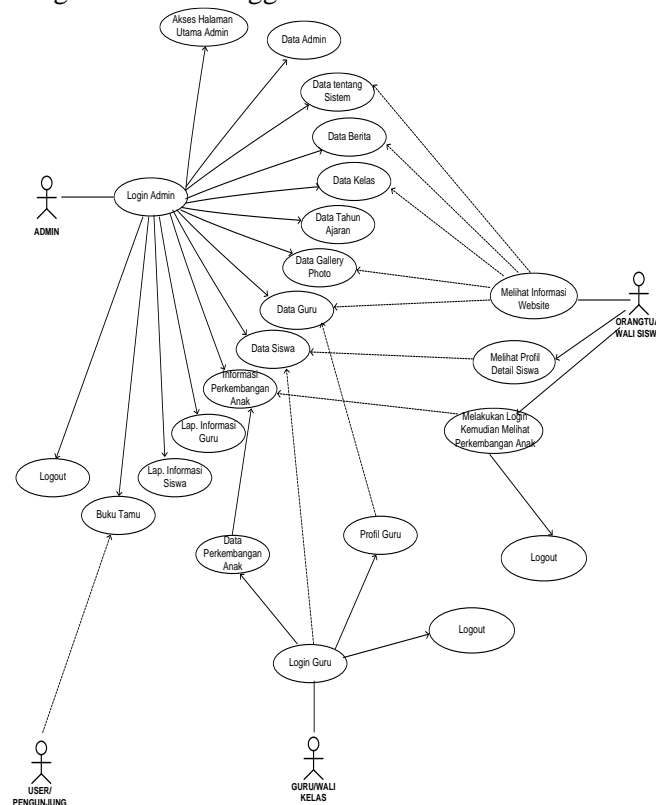 Akses Halaman
Utama Admin
Data Admin
Data tentang
Sistem
Data Berita
Data Kelas
Login Admin
ADMIN
Data Tahun
Ajaran
Data Gallery
Photo
Melihat Informasi
Website
Data Guru
ORANGTUA
WALI SISW
Data Siswa
Melihat Profil
Detail Siswa
Informasi
Perkembangan
Anak
Melakukan Login
Kemudian Melihat
Perkembangan Anak
Lap. Informasi
Guru
Lap. Informasi
Siswa
Logout
Buku Tamu
Data
Perkembangan
Anak
Profil Guru
Logout
Logout
Login Guru
USER/
PENGUNJUNG
GURU/WALI
KELAS